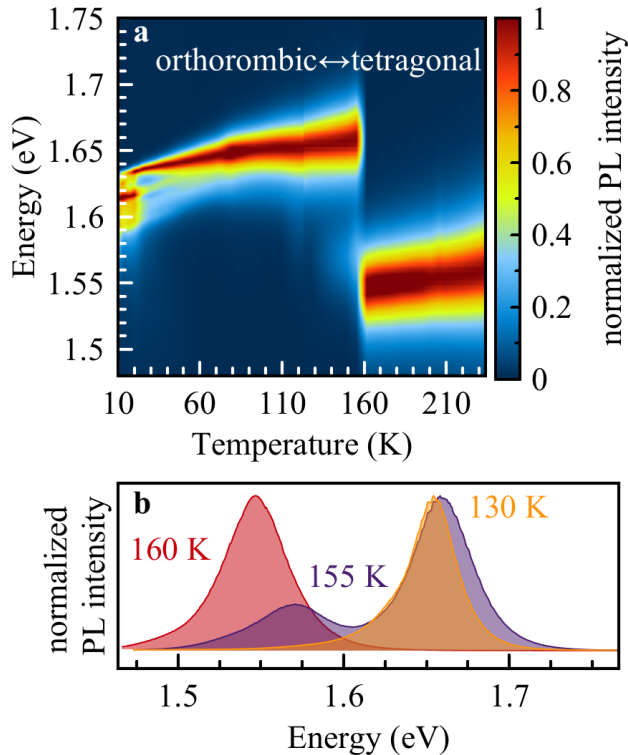 a
orthorombic↔tetragonal
1.75
1.7
1.65
1.6
1.55
1.5
Energy (eV)
10 60 110 160 210
Temperature (K)
1
0.8
0.6
0.4
0.2
0
normalized PL intensity
b
160 K
155 K
130 K
normalized
PL intensity
1.5 1.6 1.7
Energy (eV)